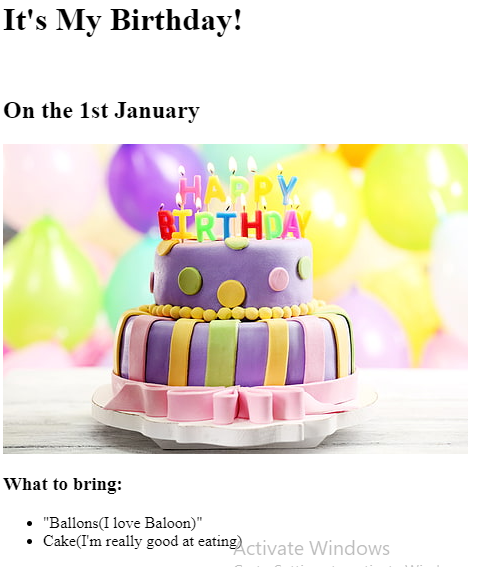 It's My Birthday!
On the 1st January
HAPPY
BIRTHDAY
What to bring:
"Ballons(I love Baloon)"
Cake(I'm really good at eating)
Activate Windows